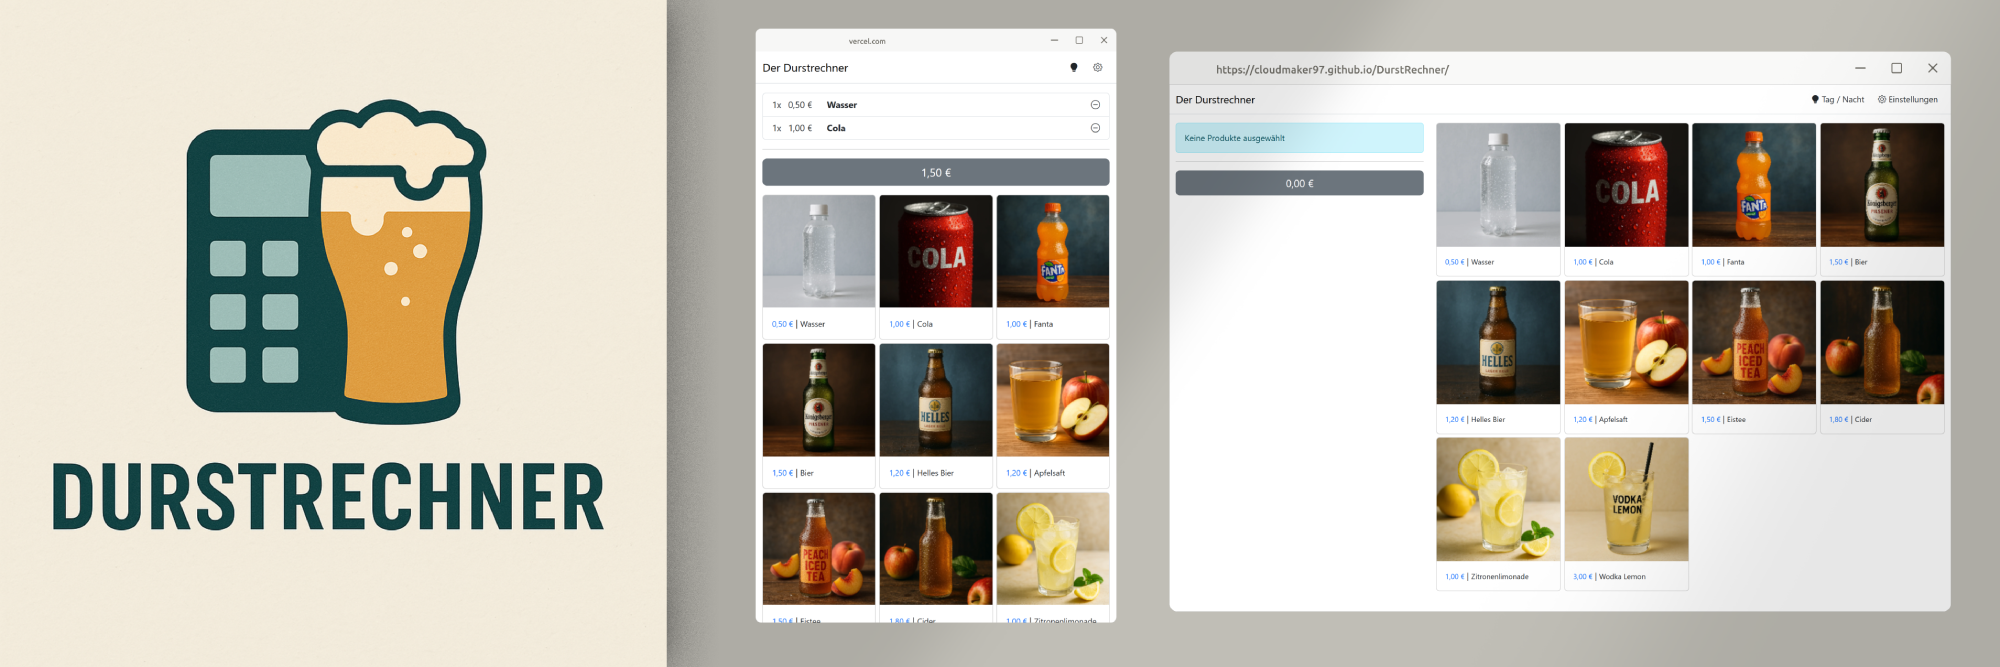 DURSTRECHNER
vercel.com
Der Durstrechner
1x 0,50 € Wasser
1x 1,00 € Cola
1,50 €
COLA
FANTA
0,50 € | Wasser
1,00 € | Cola
1,00 € | Fanta
Königsberger
PILSENER
HELLES
1,50 € | Bier
1,20 € | Helles Bier
1,20 € | Apfelsaft
PEACH
ICED
TEA
1,50 € | Eistee
1,80 € | Cider
1,00 € | Zitronenlimonade
https://cloudmaker97.github.io/DurstRechner/
Der Durstrechner
Tag / Nacht
Einstellungen
Keine Produkte ausgewählt
0,00 €
COLA
FANTA
Königsberger
PILSENER
0,50 € | Wasser
1,00 € | Cola
1,00 € | Fanta
1,50 € | Bier
HELLES
PEACH
ICED
TEA
1,20 € | Helles Bier
1,20 € | Apfelsaft
1,50 € | Eistee
1,80 € | Cider
VODKA
LEMON
1,00 € | Zitronenlimonade
3,00 € | Wodka Lemon